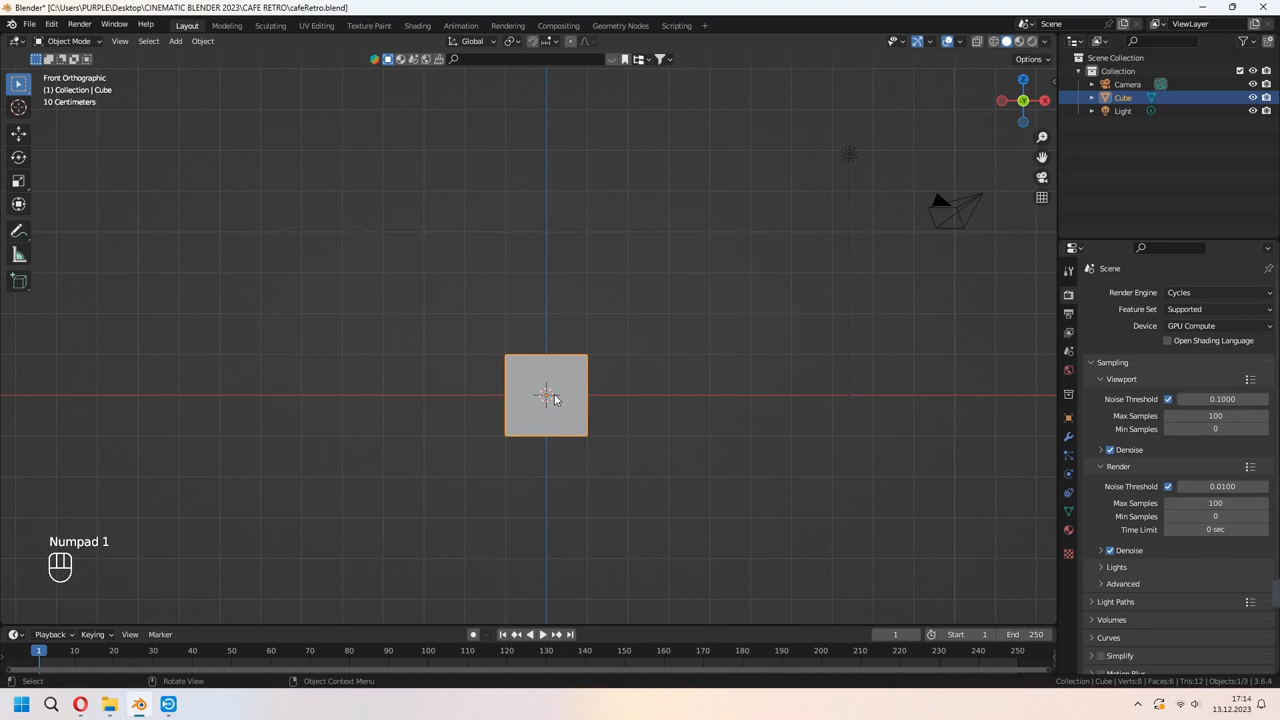 Blender* [C:\Users\PURPLE\Desktop\CINEMATIC BLENDER 2023\CAFE RETRO\cafeRetro.blend]
File Edit Render Window Help Layout Modeling Sculpting UV Editing Texture Paint Shading Animation Rendering Compositing Geometry Nodes Scripting + Scene ViewLayer
Object Mode View Select Add Object Global
Options
Front Orthographic
(1) Collection | Cube
10 Centimeters
Z
-Y
X
Scene Collection
Collection
Camera
Cube
Light
Scene
Render Engine Cycles
Feature Set Supported
Device GPU Compute
Open Shading Language
Sampling
Viewport
Noise Threshold 0.1000
Max Samples 100
Min Samples 0
Denoise
Render
Noise Threshold 0.0100
Max Samples 100
Min Samples 0
Time Limit 0 sec
Denoise
Lights
Advanced
Light Paths
Volumes
Curves
Simplify
Motion Blur
Numpad 1
Playback Keying View Marker 1 Start 1 End 250
1 10 20 30 40 50 60 70 80 90 100 110 120 130 140 150 160 170 180 190 200 210 220 230 240 250
Select Rotate View Object Context Menu Collection | Cube | Verts:8 | Faces:6 | Tris:12 | Objects:1/3 | 3.6.4
17:14
13.12.2023